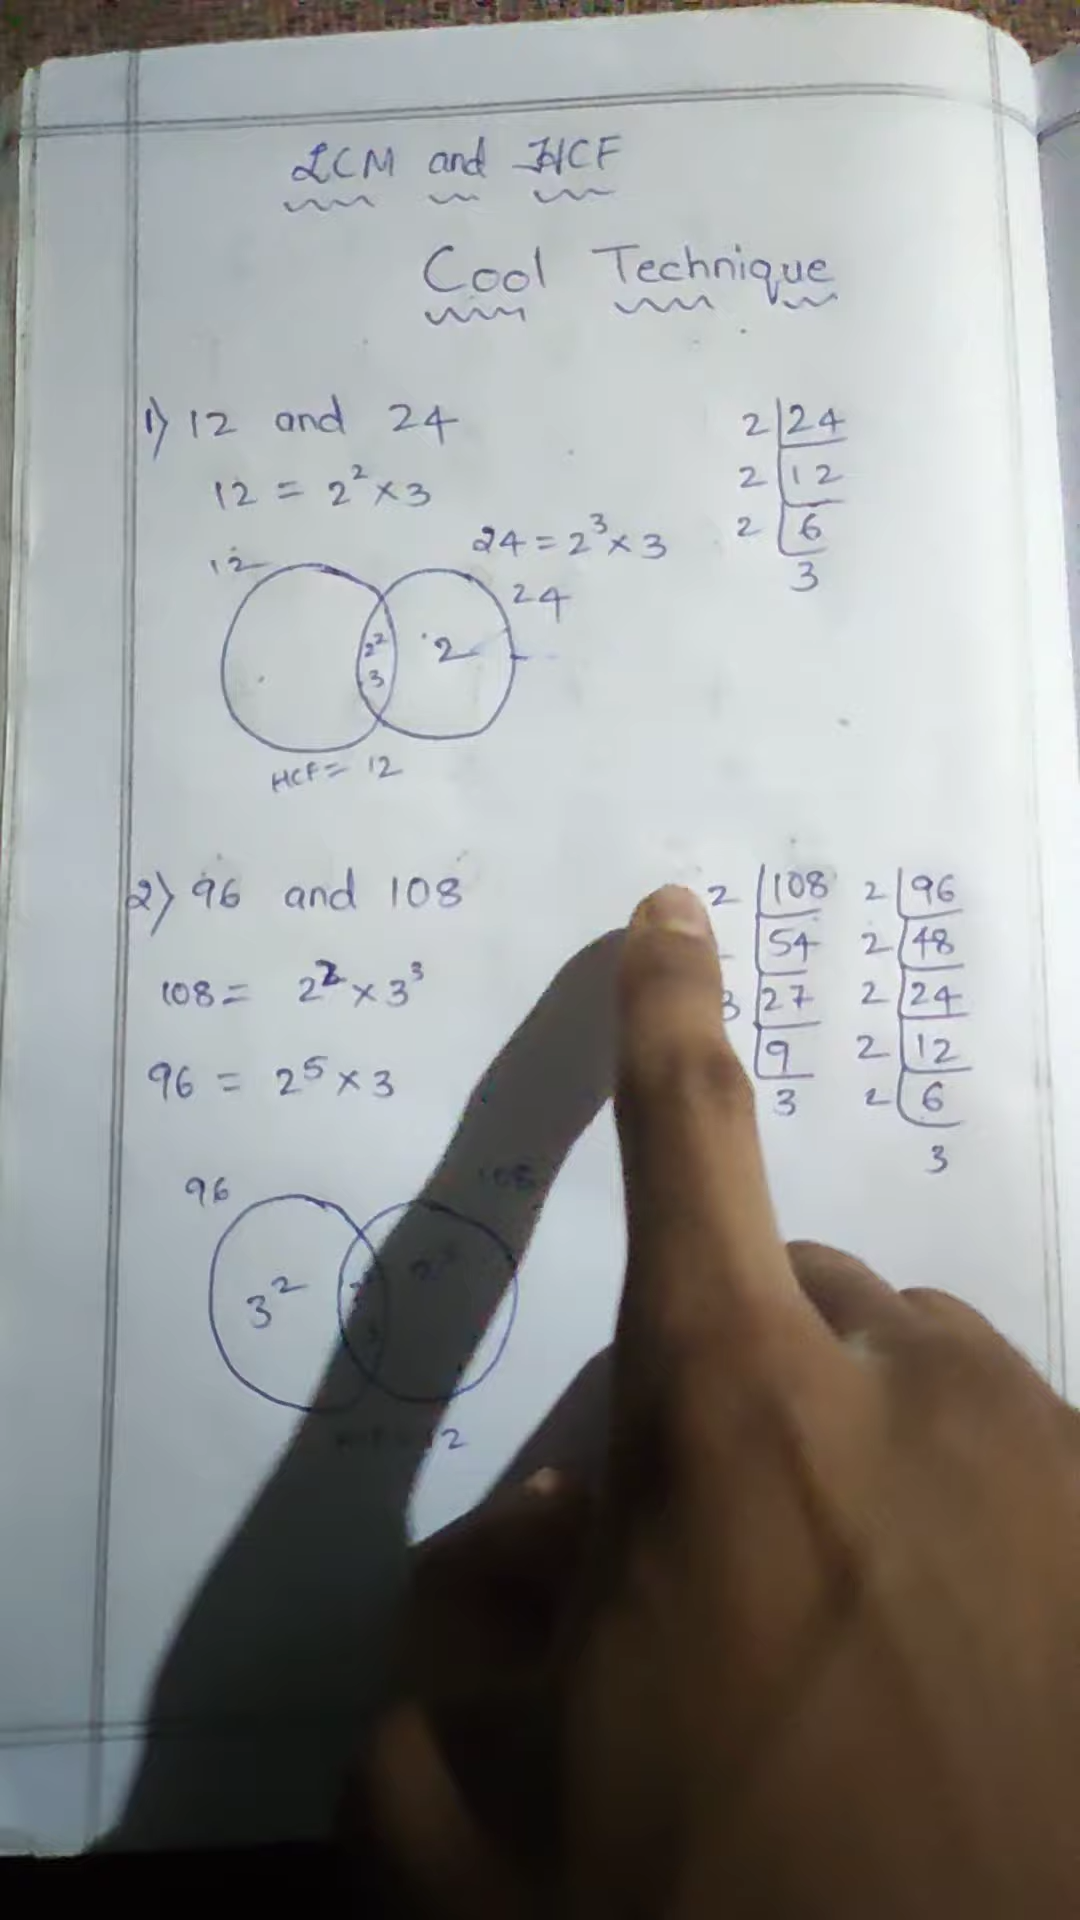 LCM and HCF
Cool Technique
1) 12 and 24
12 = 2² × 3
24 = 2³ × 3
2 | 24
2 | 12
2 | 6
3
12
24
2²
3
2
HCF = 12
2) 96 and 108
108 = 2² × 3³
96 = 2⁵ × 3
2 | 108
54
3 | 27
9
3
2 | 96
2 | 48
2 | 24
2 | 12
2 | 6
3
96
108
3²
12